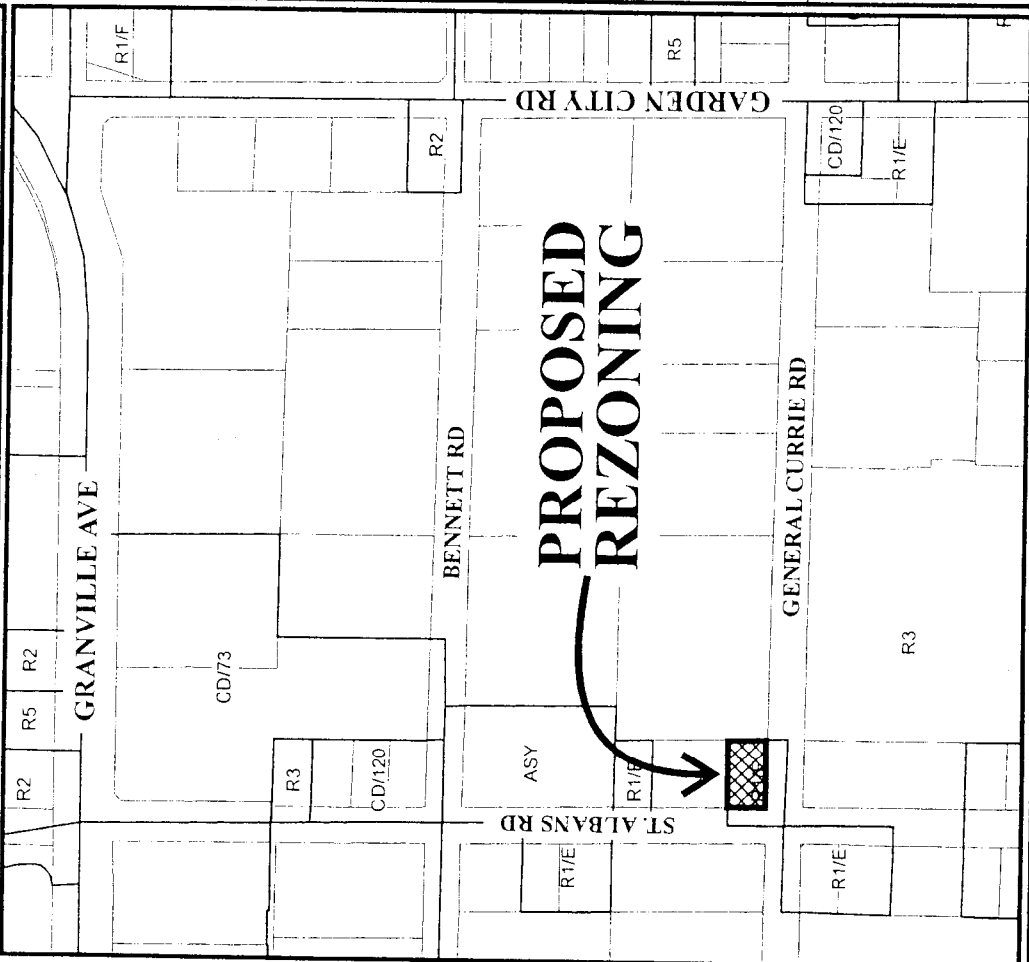 R1/F
R5
GARDEN CITY RD
R2
CD/120
R1/E
GRANVILLE AVE
R2
R5
R2
BENNETT RD
PROPOSED
REZONING
GENERAL CURRIE RD
CD/73
R3
R3
CD/120
ASY
ST. ALBANS RD
R1/E
R1/E